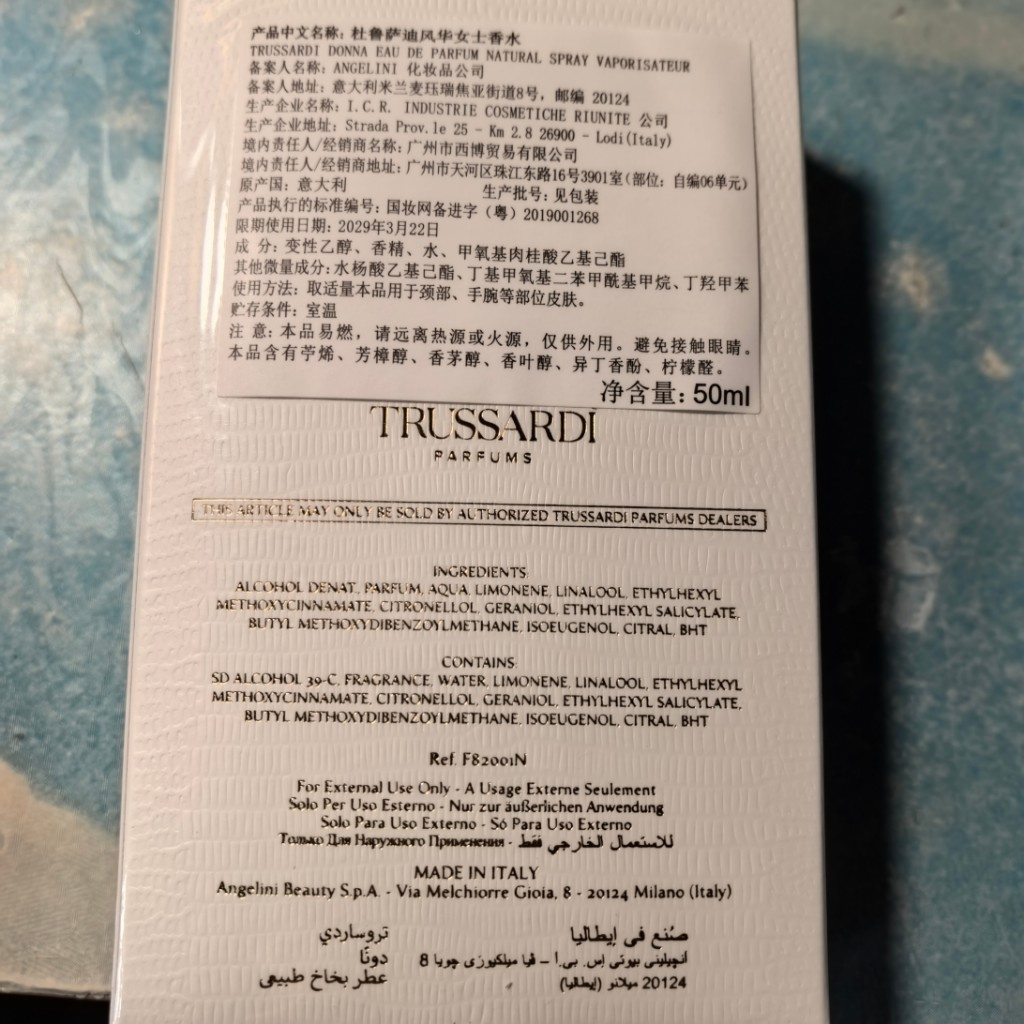 产品中文名称：杜鲁萨迪风华女士香水
TRUSSARDI DONNA EAU DE PARFUM NATURAL SPRAY VAPORISATEUR
备案人名称：ANGELINI 化妆品公司
备案人地址：意大利米兰麦珏瑞焦亚街道8号，邮编 20124
生产企业名称：I.C.R. INDUSTRIE COSMETICHE RIUNITE 公司
生产企业地址：Strada Prov.le 25 - Km 2.8 26900 - Lodi(Italy)
境内责任人/经销商名称：广州市西博贸易有限公司
境内责任人/经销商地址：广州市天河区珠江东路16号3901室（部位：自编06单元）
原产国：意大利 生产批号：见包装
产品执行的标准编号：国妆网备进字（粤）2019001268
限期使用日期：2029年3月22日
成 分：变性乙醇、香精、水、甲氧基肉桂酸乙基己酯
其他微量成分：水杨酸乙基己酯、丁基甲氧基二苯甲酰基甲烷、丁羟甲苯
使用方法：取适量本品用于颈部、手腕等部位皮肤。
贮存条件：室温
注 意：本品易燃，请远离热源或火源，仅供外用。避免接触眼睛。
本品含有苧烯、芳樟醇、香茅醇、香叶醇、异丁香酚、柠檬醛。
净含量：50ml
TRUSSARDI
PARFUMS
THIS ARTICLE MAY ONLY BE SOLD BY AUTHORIZED TRUSSARDI PARFUMS DEALERS
INGREDIENTS:
ALCOHOL DENAT., PARFUM, AQUA, LIMONENE, LINALOOL, ETHYLHEXYL
METHOXYCINNAMATE, CITRONELLOL, GERANIOL, ETHYLHEXYL SALICYLATE,
BUTYL METHOXYDIBENZOYLMETHANE, ISOEUGENOL, CITRAL, BHT
CONTAINS:
SD ALCOHOL 39-C, FRAGRANCE, WATER, LIMONENE, LINALOOL, ETHYLHEXYL
METHOXYCINNAMATE, CITRONELLOL, GERANIOL, ETHYLHEXYL SALICYLATE,
BUTYL METHOXYDIBENZOYLMETHANE, ISOEUGENOL, CITRAL, BHT
Ref. F82001N
For External Use Only - A Usage Externe Seulement
Solo Per Uso Esterno - Nur zur äußerlichen Anwendung
Solo Para Uso Externo - Só Para Uso Externo
Только Для Наружного Применения - للاستعمال الخارجي فقط
MADE IN ITALY
Angelini Beauty S.p.A. - Via Melchiorre Gioia, 8 - 20124 Milano (Italy)
صُنع في إيطاليا تروساردي
أنچيليني بيوتي إس. بي.أ – ڤيا ميلكيوري جويا 8 دونّا
20124 ميلانو (إيطاليا) عطر بخاخ طبيعي